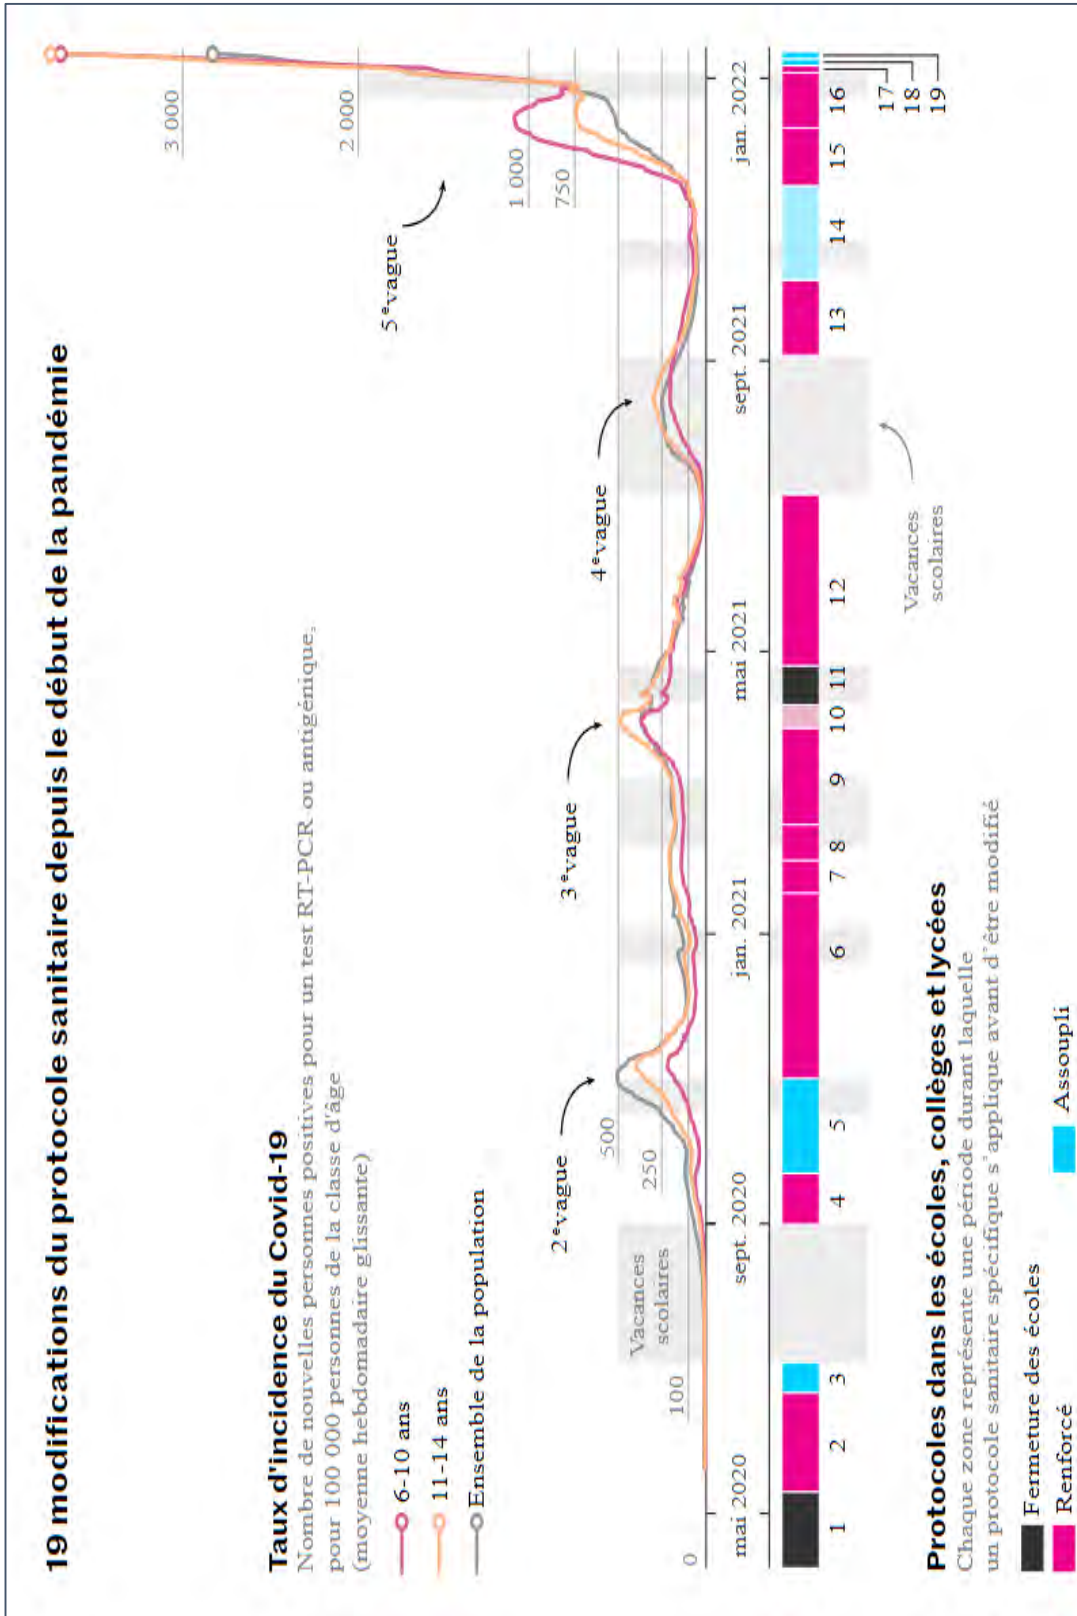 19 modifications du protocole sanitaire depuis le début de la pandémie
Taux d'incidence du Covid-19
Nombre de nouvelles personnes positives pour un test RT-PCR ou antigénique,
pour 100 000 personnes de la classe d'âge
(moyenne hebdomadaire glissante)
6-10 ans
11-14 ans
Ensemble de la population
3 000
2 000
1 000
750
500
250
100
0
2e vague
3e vague
4e vague
5e vague
Vacances
scolaires
mai 2020
sept. 2020
jan. 2021
mai 2021
sept. 2021
jan. 2022
1
2
3
4
5
6
7
8
9
10
11
12
13
14
15
16
17
18
19
Vacances
scolaires
Protocoles dans les écoles, collèges et lycées
Chaque zone représente une période durant laquelle
un protocole sanitaire spécifique s'applique avant d'être modifié
Fermeture des écoles
Renforcé
Assoupli